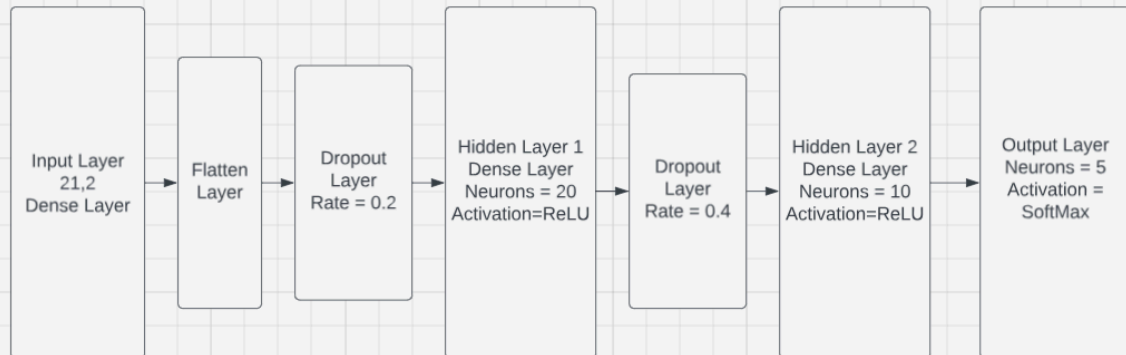 Input Layer
21,2
Dense Layer
Flatten
Layer
Dropout
Layer
Rate = 0.2
Hidden Layer 1
Dense Layer
Neurons = 20
Activation=ReLU
Dropout
Layer
Rate = 0.4
Hidden Layer 2
Dense Layer
Neurons = 10
Activation=ReLU
Output Layer
Neurons = 5
Activation =
SoftMax